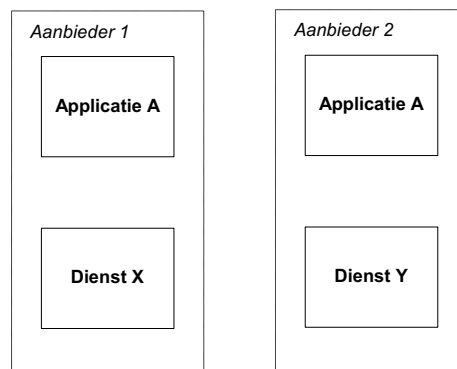 Aanbieder 1
Applicatie A
Dienst X
Aanbieder 2
Applicatie A
Dienst Y